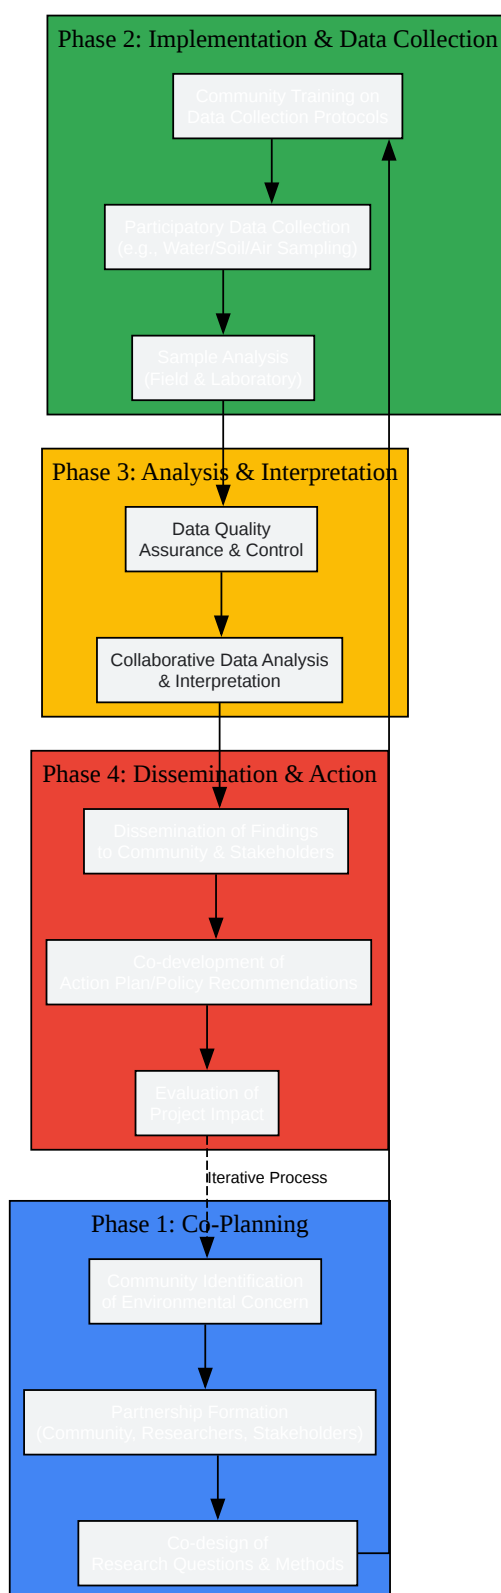 Phase 2: Implementation & Data Collection
Community Training on
Data Collection Protocols
Participatory Data Collection
(e.g., Water/Soil/Air Sampling)
Sample Analysis
(Field & Laboratory)
Phase 3: Analysis & Interpretation
Data Quality
Assurance & Control
Collaborative Data Analysis
& Interpretation
Phase 4: Dissemination & Action
Dissemination of Findings
to Community & Stakeholders
Co-development of
Action Plan/Policy Recommendations
Evaluation of
Project Impact
Iterative Process
Phase 1: Co-Planning
Community Identification
of Environmental Concern
Partnership Formation
(Community, Researchers, Stakeholders)
Co-design of
Research Questions & Methods